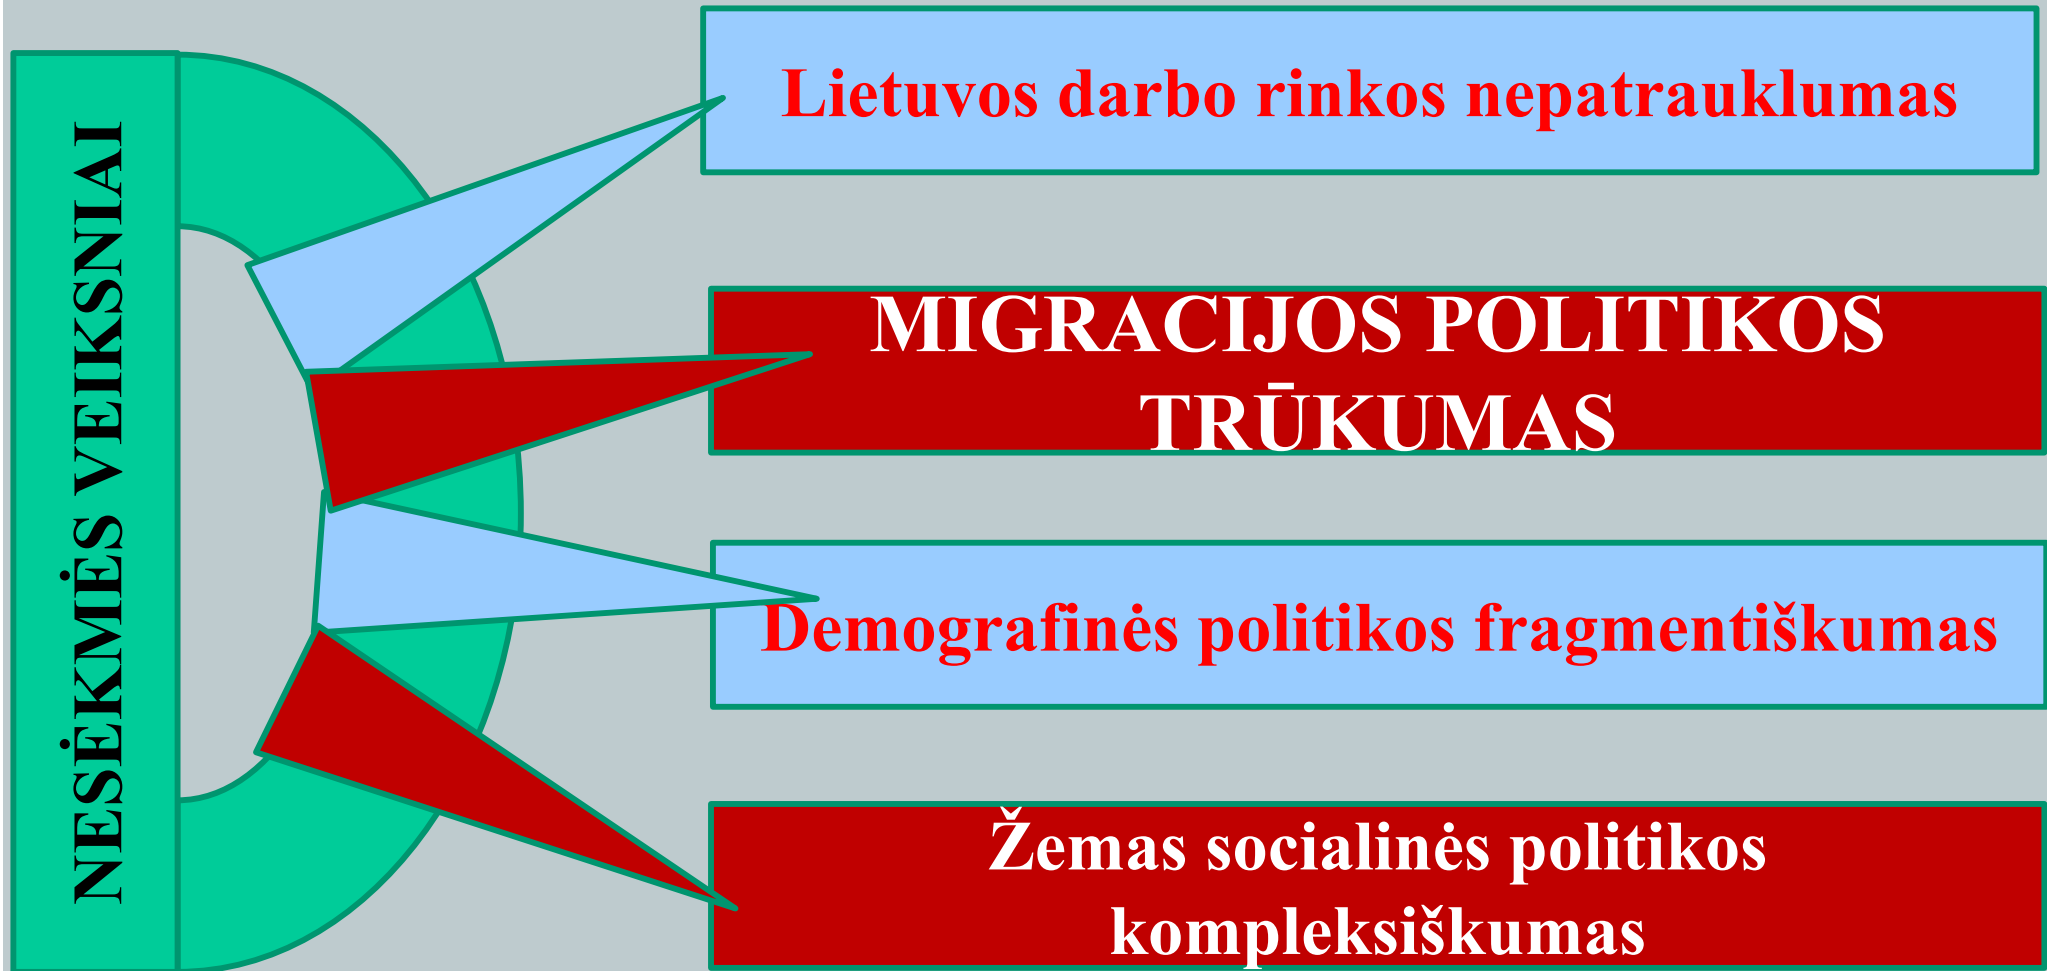 NESĖKMĖS VEIKSNIAI
Lietuvos darbo rinkos nepatrauklumas
MIGRACIJOS POLITIKOS
TRŪKUMAS
Demografinės politikos fragmentiškumas
Žemas socialinės politikos
kompleksiškumas